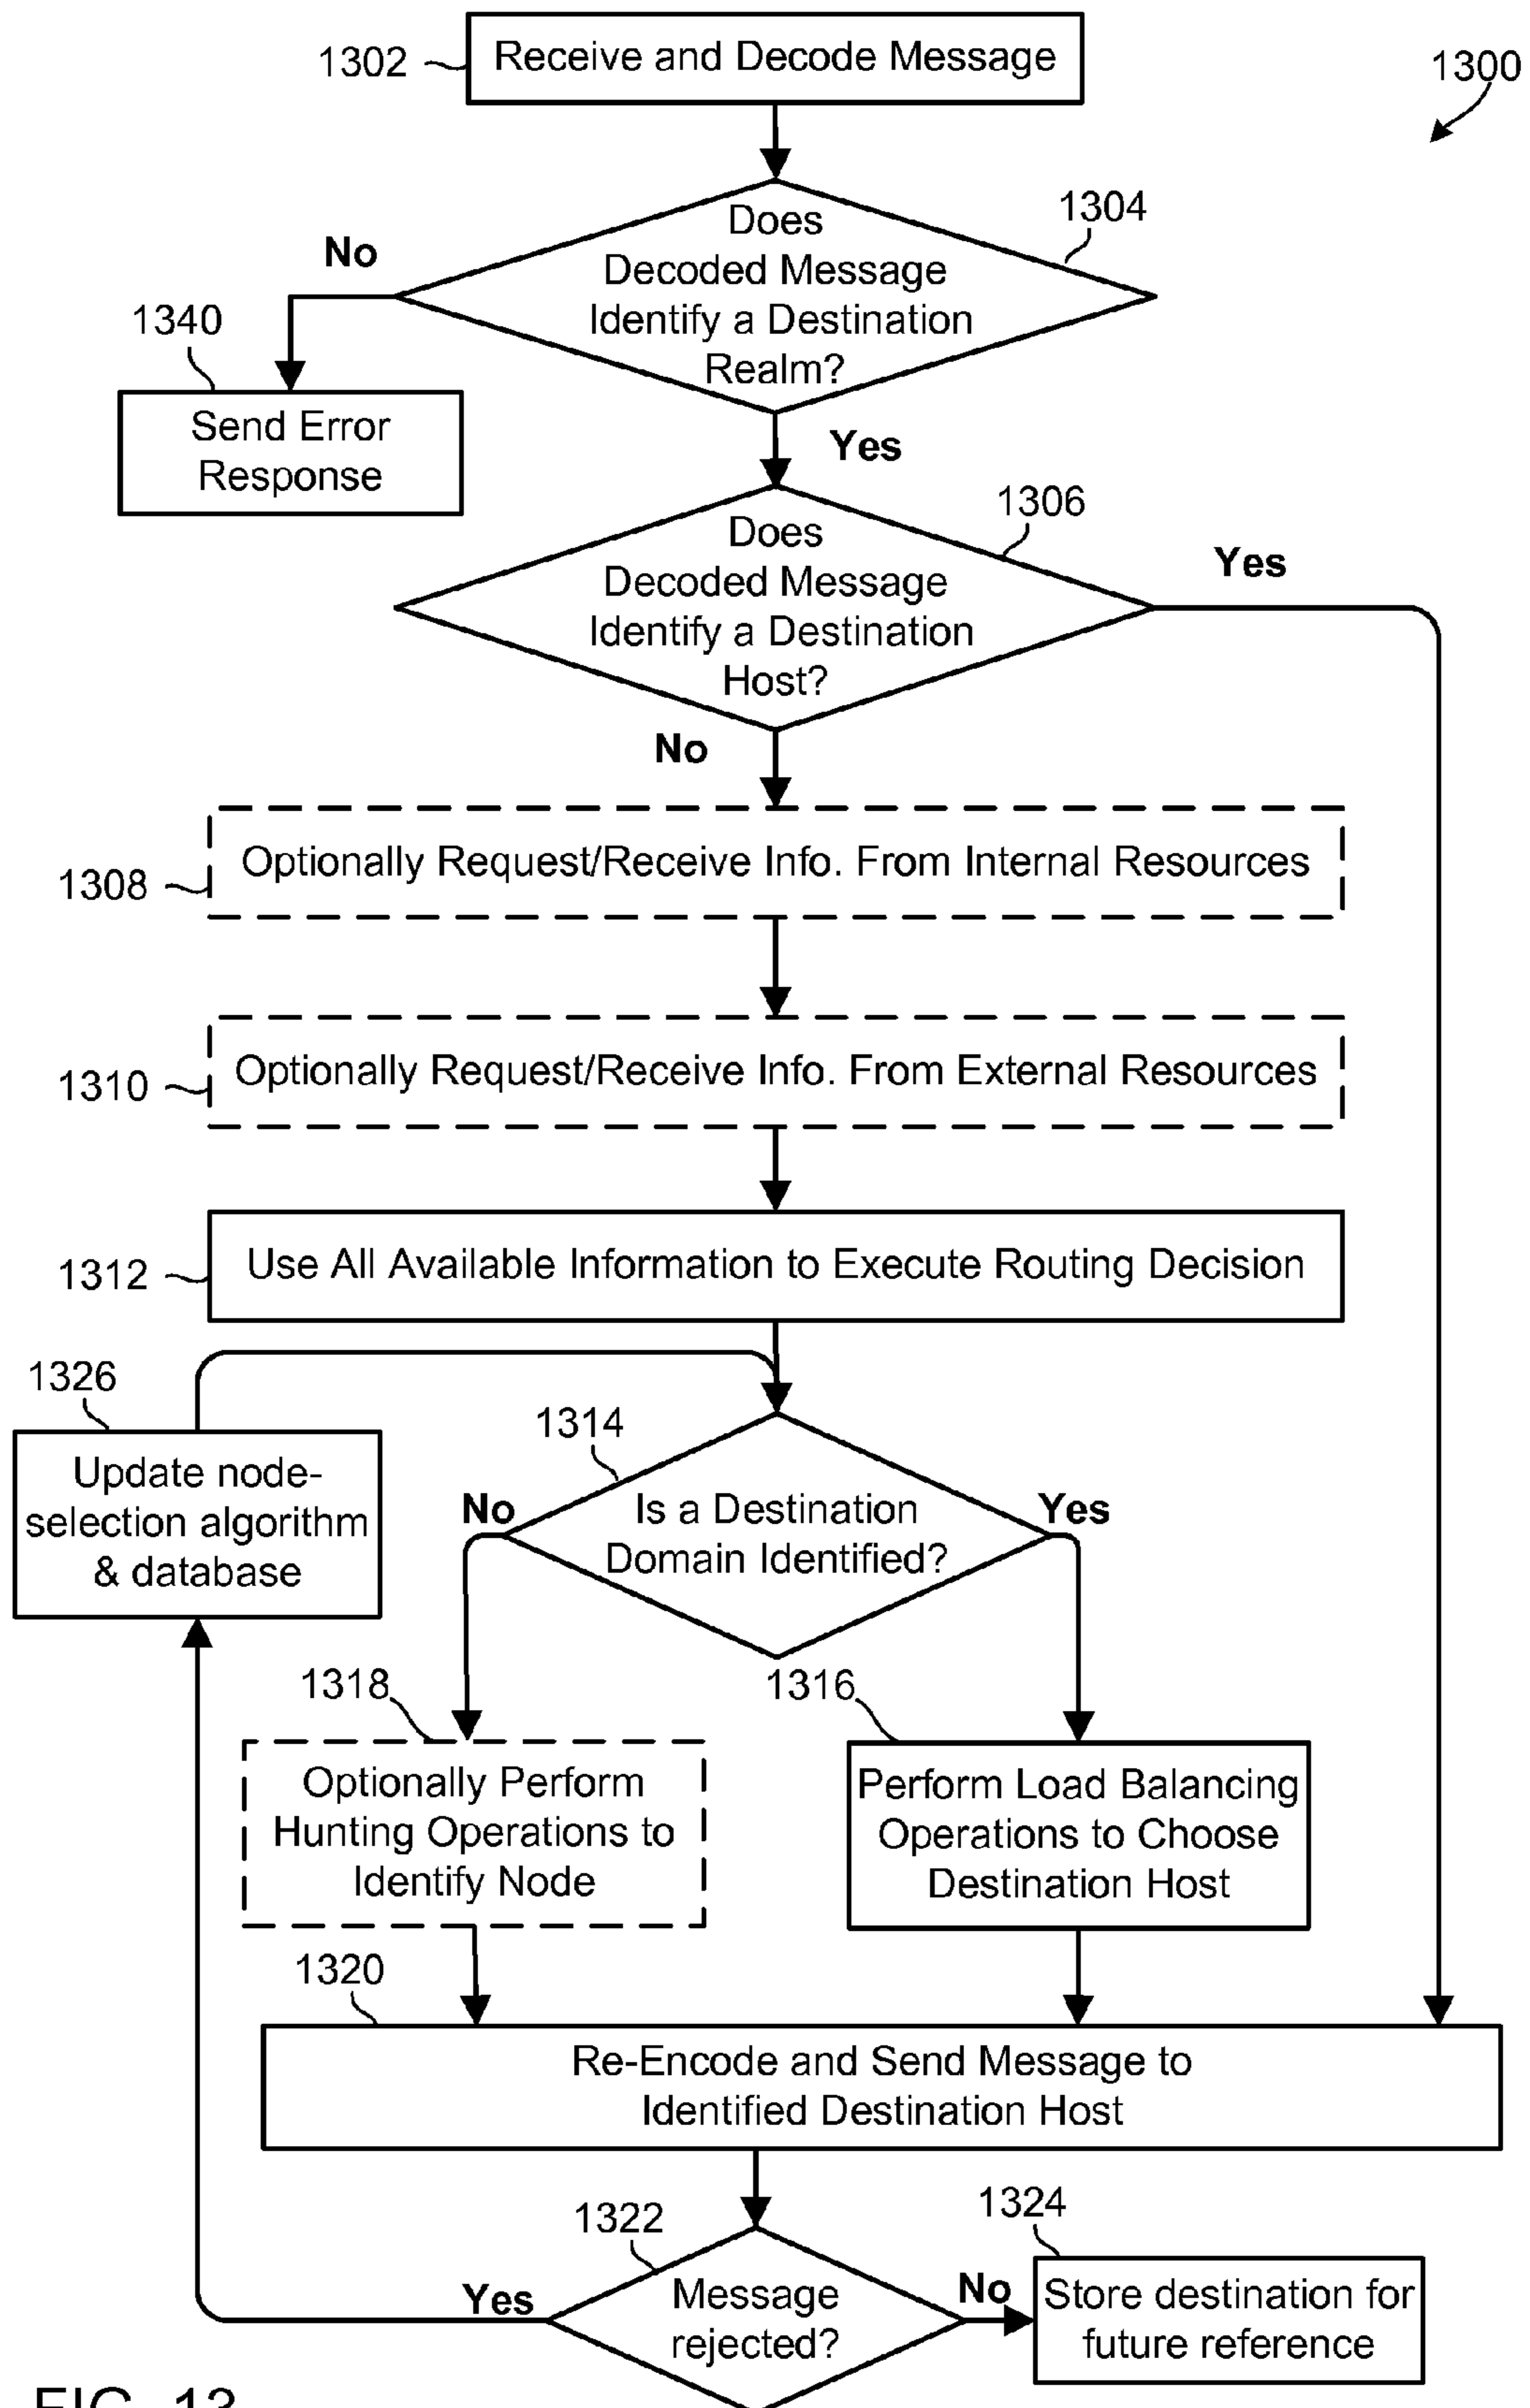 1302
Receive and Decode Message
1300
Does
Decoded Message
Identify a Destination
Realm?
1304
No
1340
Send Error
Response
Yes
Does
Decoded Message
Identify a Destination
Host?
1306
Yes
No
1308
Optionally Request/Receive Info. From Internal Resources
1310
Optionally Request/Receive Info. From External Resources
1312
Use All Available Information to Execute Routing Decision
1326
Update node-
selection algorithm
& database
1314
No
Is a Destination
Domain Identified?
Yes
1318
Optionally Perform
Hunting Operations to
Identify Node
1316
Perform Load Balancing
Operations to Choose
Destination Host
1320
Re-Encode and Send Message to
Identified Destination Host
1322
Yes
Message
rejected?
No
1324
Store destination for
future reference
FIG. 13